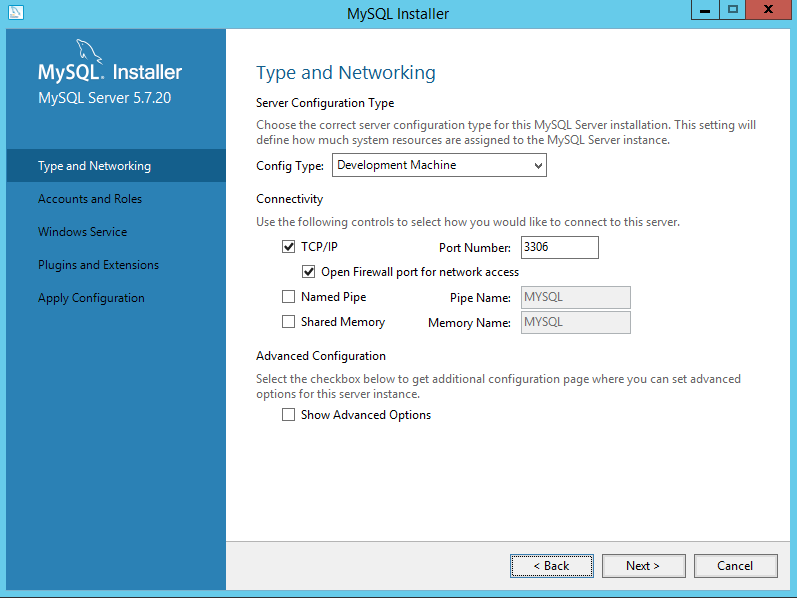 MySQL Installer
MySQL. Installer
MySQL Server 5.7.20
Type and Networking
Accounts and Roles
Windows Service
Plugins and Extensions
Apply Configuration
Type and Networking
Server Configuration Type
Choose the correct server configuration type for this MySQL Server installation. This setting will
define how much system resources are assigned to the MySQL Server instance.
Config Type: Development Machine
Connectivity
Use the following controls to select how you would like to connect to this server.
TCP/IP Port Number: 3306
Open Firewall port for network access
Named Pipe Pipe Name: MYSQL
Shared Memory Memory Name: MYSQL
Advanced Configuration
Select the checkbox below to get additional configuration page where you can set advanced
options for this server instance.
Show Advanced Options
< Back Next > Cancel